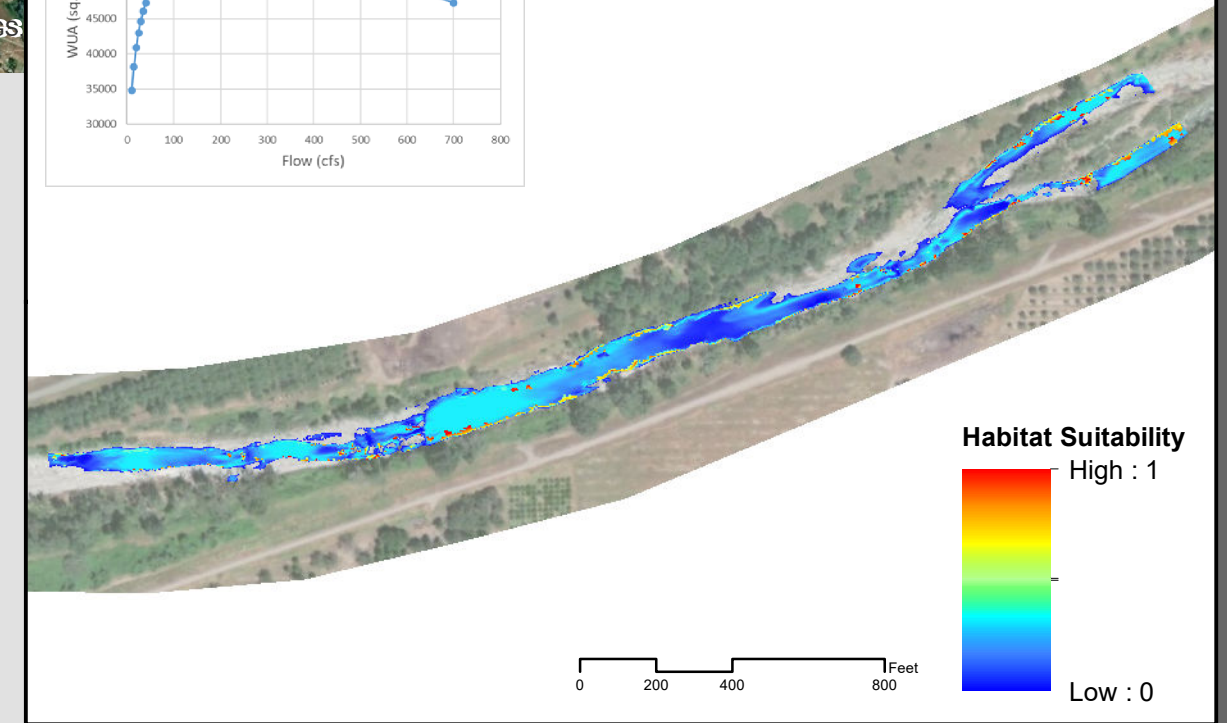 WUA (sq.
45000
40000
35000
30000
0 100 200 300 400 500 600 700 800
Flow (cfs)
Habitat Suitability
High : 1
=
Low : 0
Feet
0 200 400 800